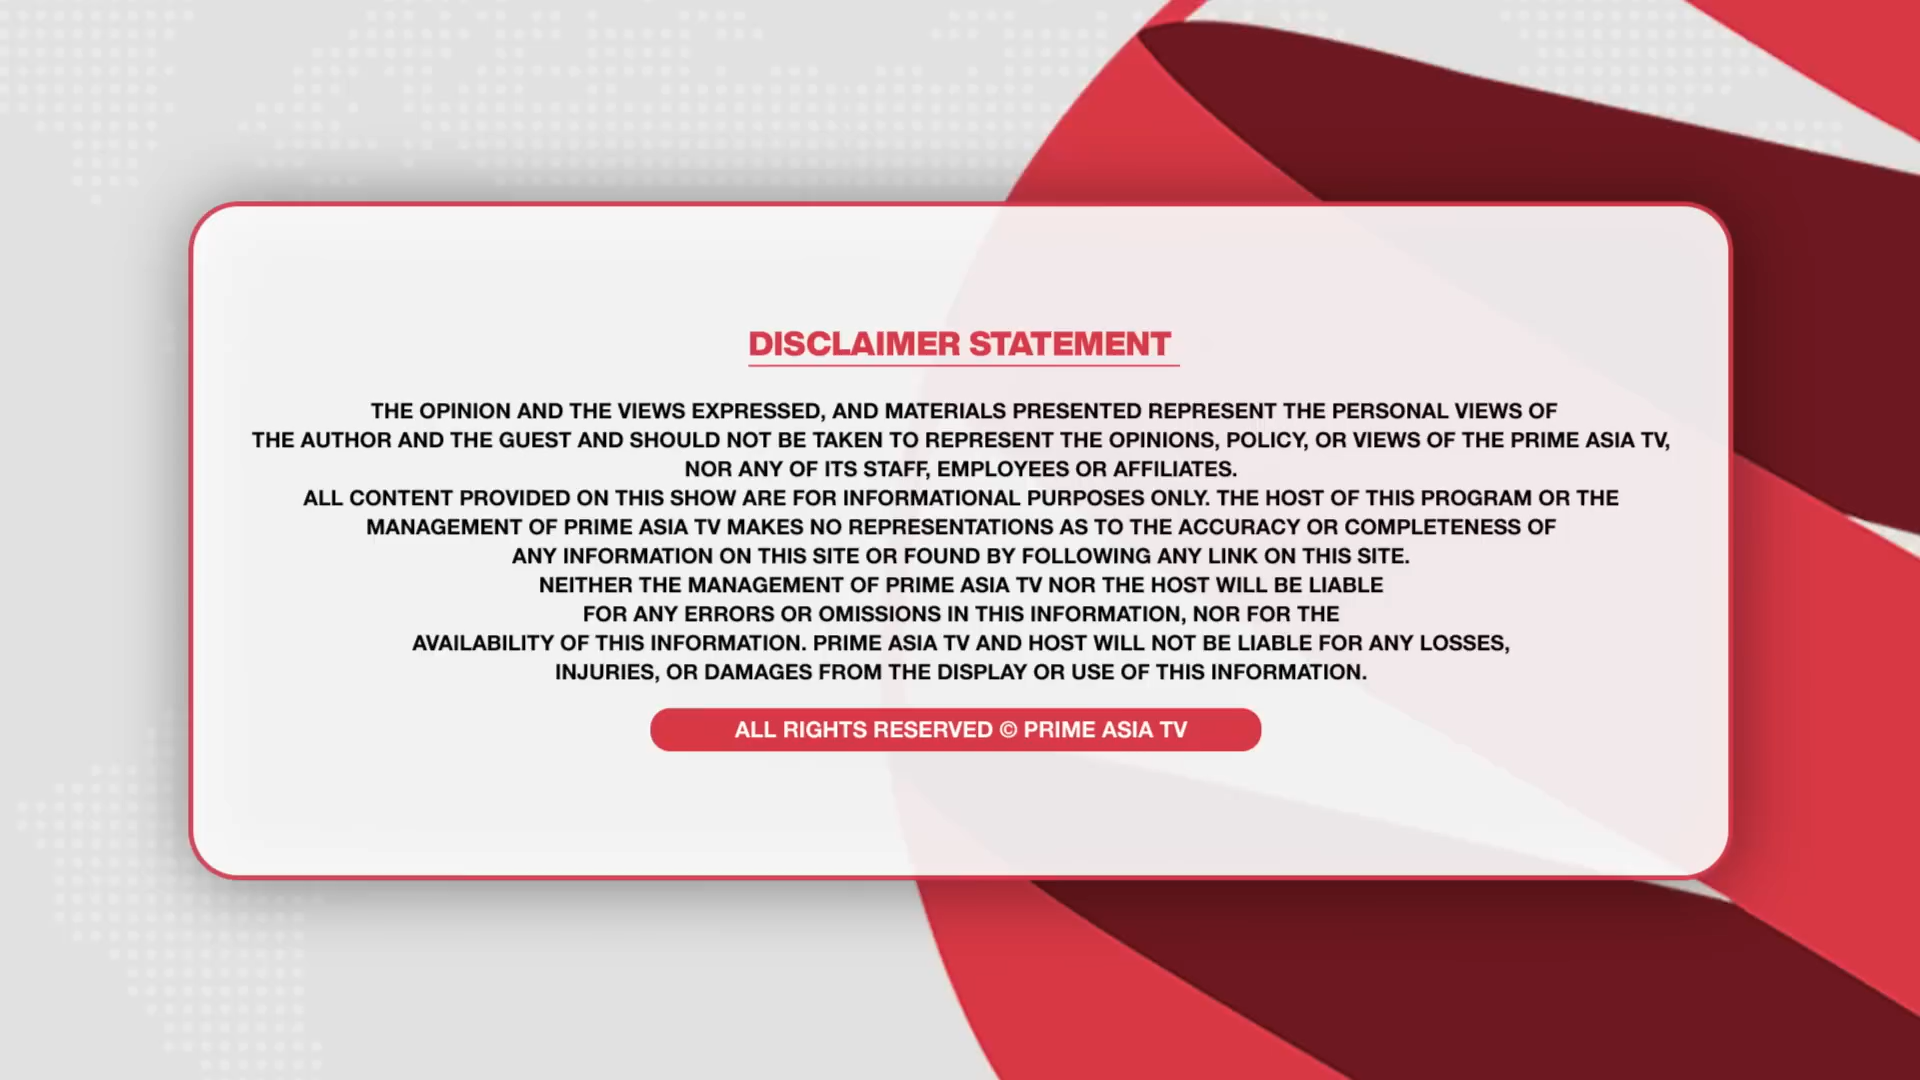 DISCLAIMER STATEMENT
THE OPINION AND THE VIEWS EXPRESSED, AND MATERIALS PRESENTED REPRESENT THE PERSONAL VIEWS OF
THE AUTHOR AND THE GUEST AND SHOULD NOT BE TAKEN TO REPRESENT THE OPINIONS, POLICY, OR VIEWS OF THE PRIME ASIA TV,
NOR ANY OF ITS STAFF, EMPLOYEES OR AFFILIATES.
ALL CONTENT PROVIDED ON THIS SHOW ARE FOR INFORMATIONAL PURPOSES ONLY. THE HOST OF THIS PROGRAM OR THE
MANAGEMENT OF PRIME ASIA TV MAKES NO REPRESENTATIONS AS TO THE ACCURACY OR COMPLETENESS OF
ANY INFORMATION ON THIS SITE OR FOUND BY FOLLOWING ANY LINK ON THIS SITE.
NEITHER THE MANAGEMENT OF PRIME ASIA TV NOR THE HOST WILL BE LIABLE
FOR ANY ERRORS OR OMISSIONS IN THIS INFORMATION, NOR FOR THE
AVAILABILITY OF THIS INFORMATION. PRIME ASIA TV AND HOST WILL NOT BE LIABLE FOR ANY LOSSES,
INJURIES, OR DAMAGES FROM THE DISPLAY OR USE OF THIS INFORMATION.
ALL RIGHTS RESERVED © PRIME ASIA TV